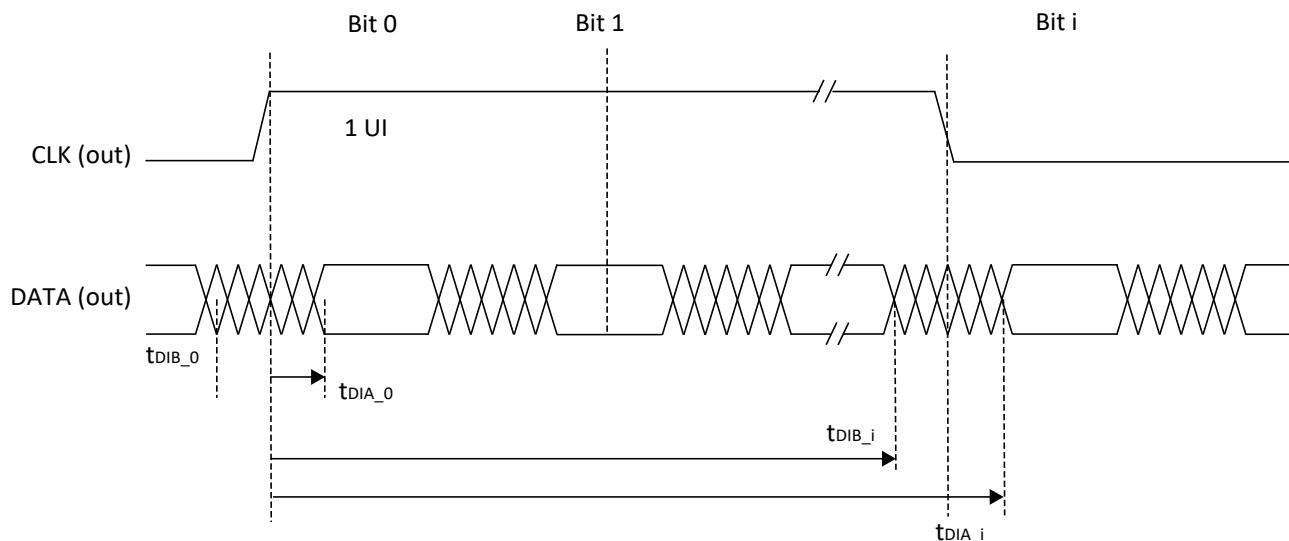 Bit 0 Bit 1 Bit i
1 UI
CLK (out)
DATA (out)
tDIB_0
tDIA_0
tDIB_i
tDIA_i